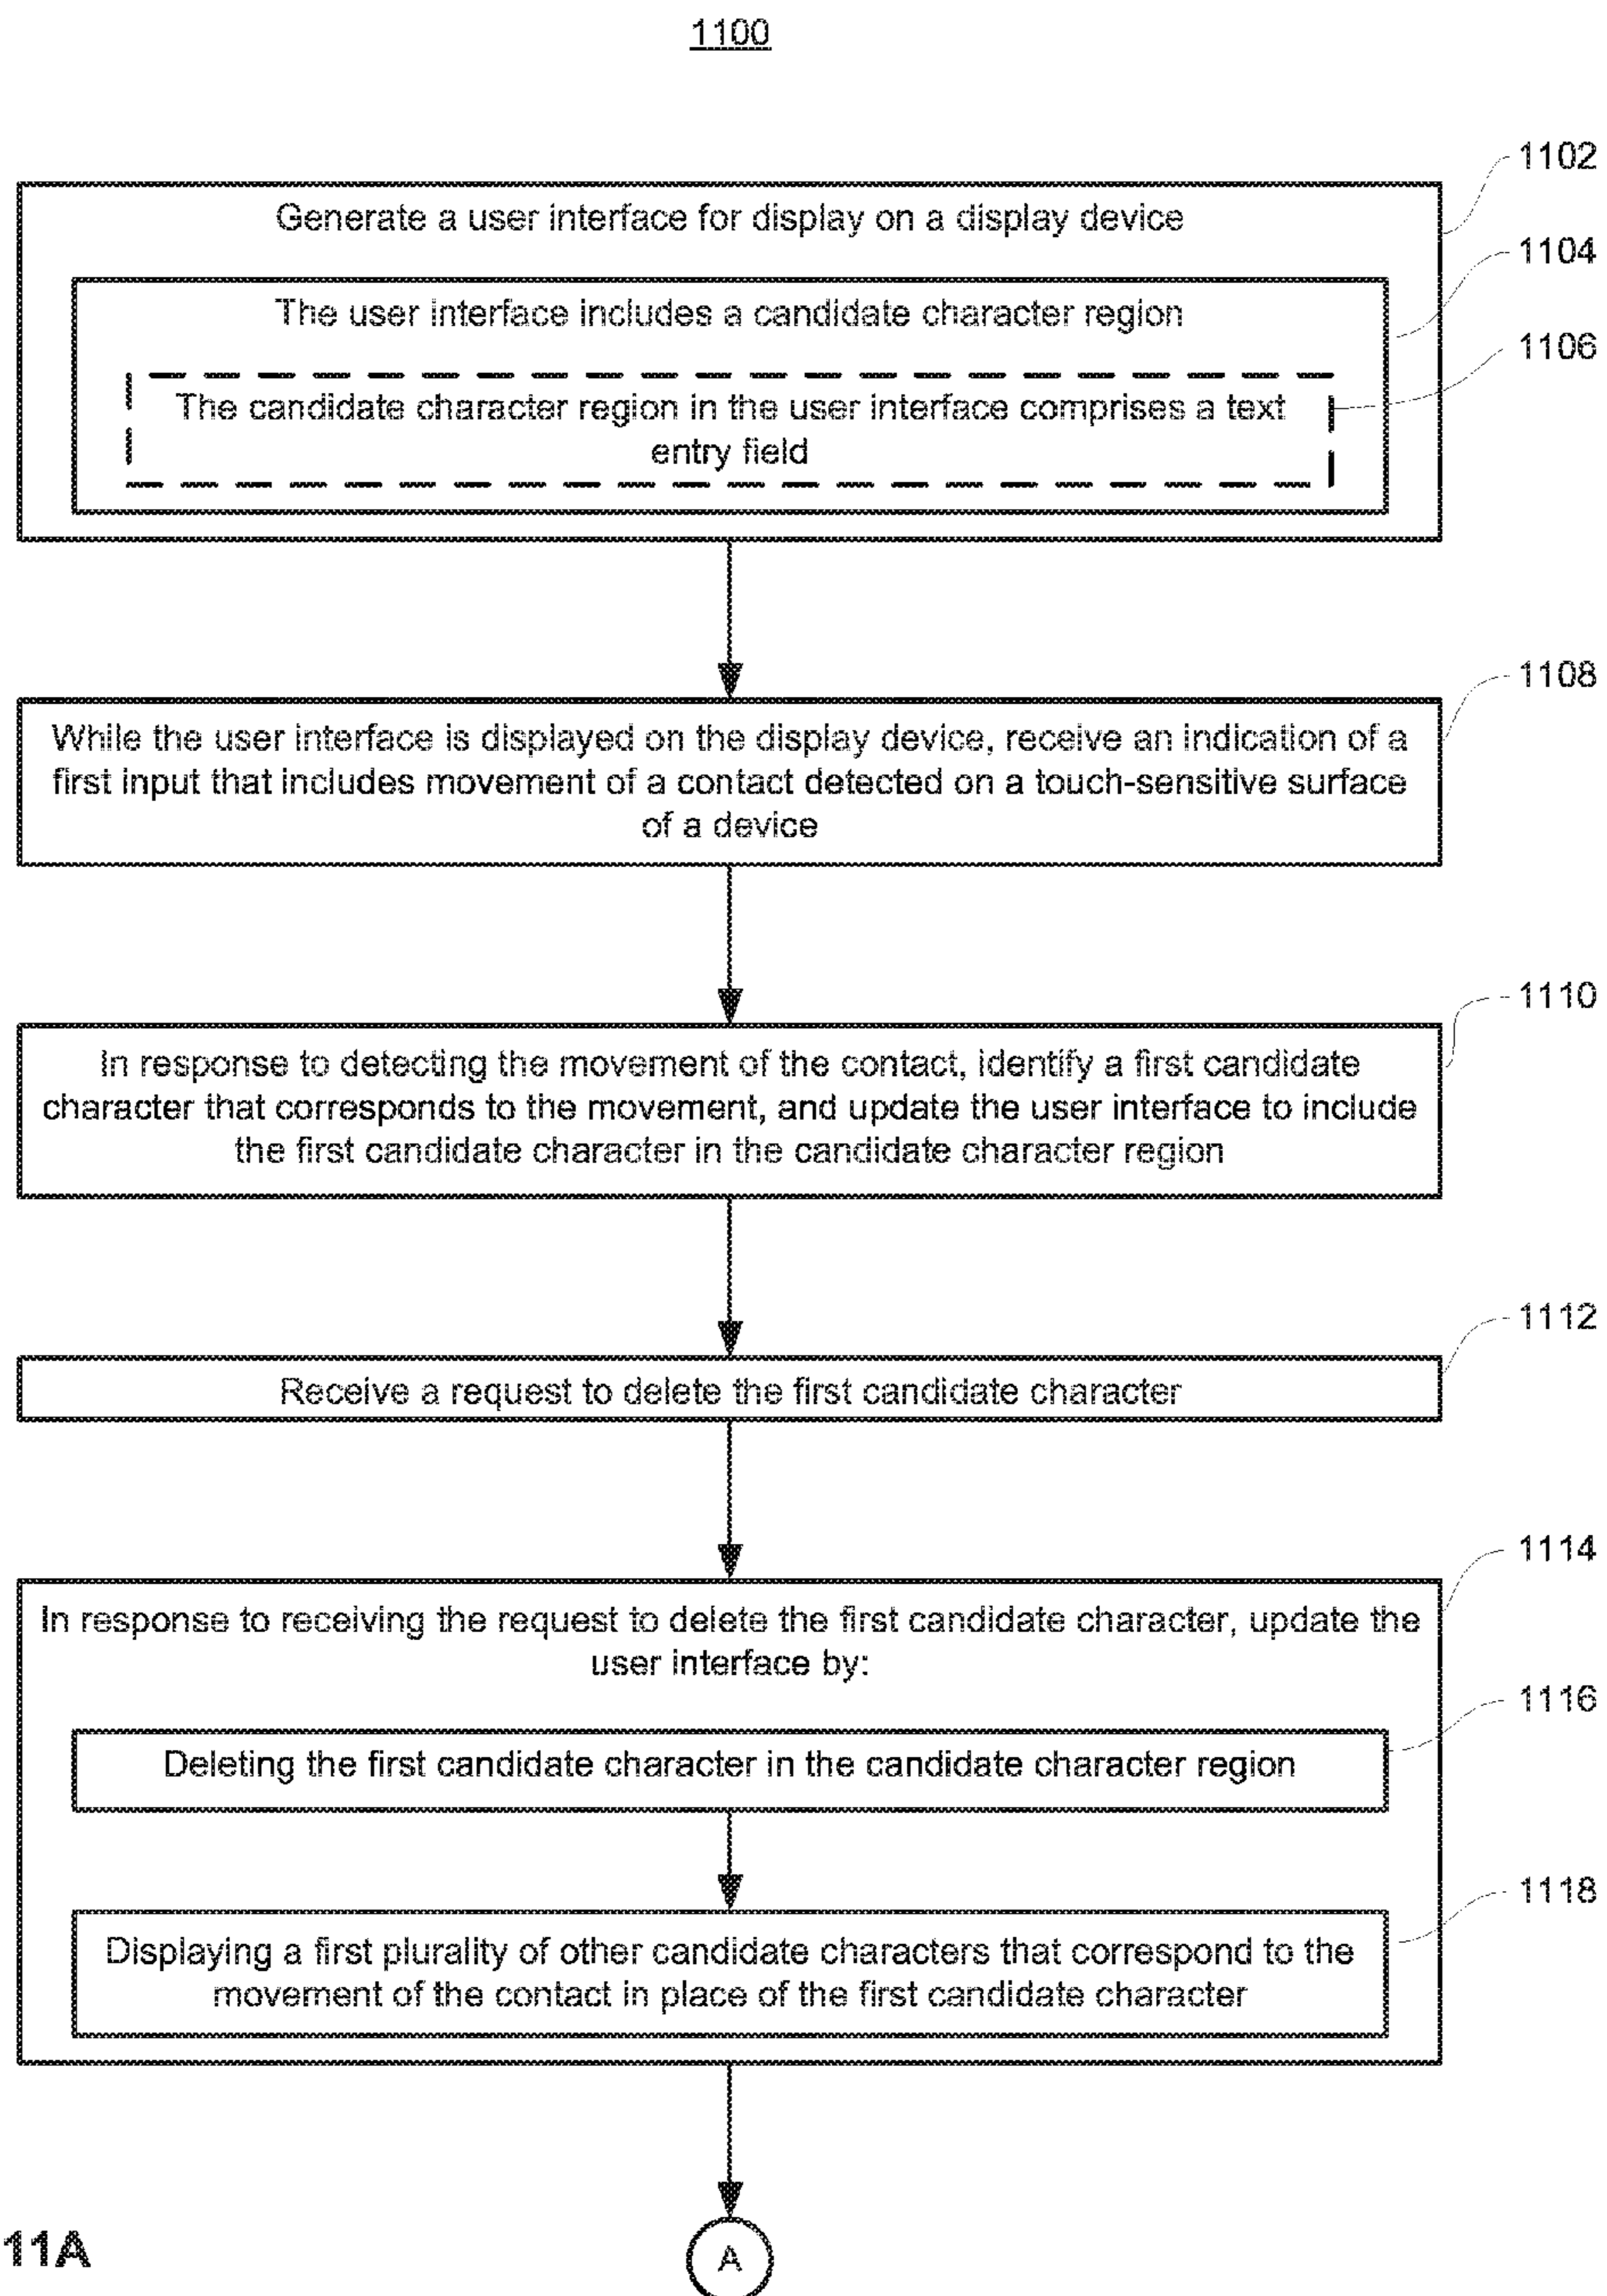 1100
1102
Generate a user interface for display on a display device
1104
The user interface includes a candidate character region
1106
The candidate character region in the user interface comprises a text
entry field
1108
While the user interface is displayed on the display device, receive an indication of a
first input that includes movement of a contact detected on a touch-sensitive surface
of a device
1110
In response to detecting the movement of the contact, identify a first candidate
character that corresponds to the movement, and update the user interface to include
the first candidate character in the candidate character region
1112
Receive a request to delete the first candidate character
1114
In response to receiving the request to delete the first candidate character, update the
user interface by:
1116
Deleting the first candidate character in the candidate character region
1118
Displaying a first plurality of other candidate characters that correspond to the
movement of the contact in place of the first candidate character
11A
A